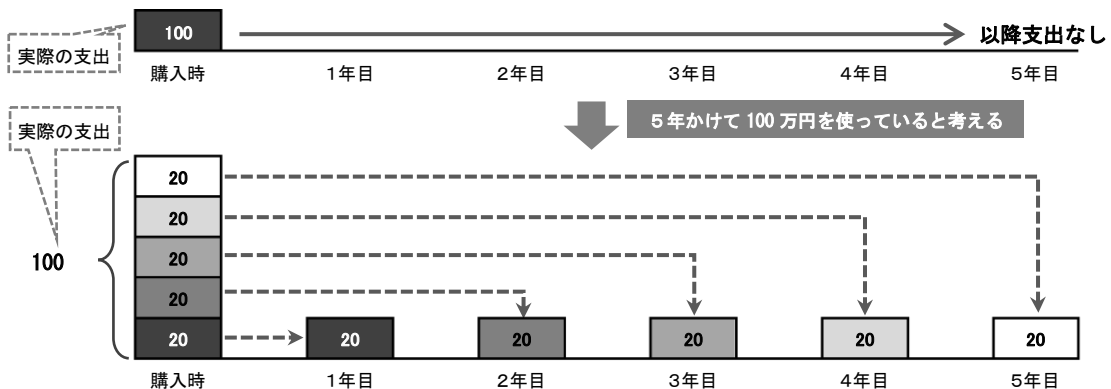 100
以降支出なし
実際の支出
購入時
1年目
2年目
3年目
4年目
5年目
5年かけて100万円を使っていると考える
実際の支出
20
20
20
20
20
100
20
20
20
20
20
購入時
1年目
2年目
3年目
4年目
5年目